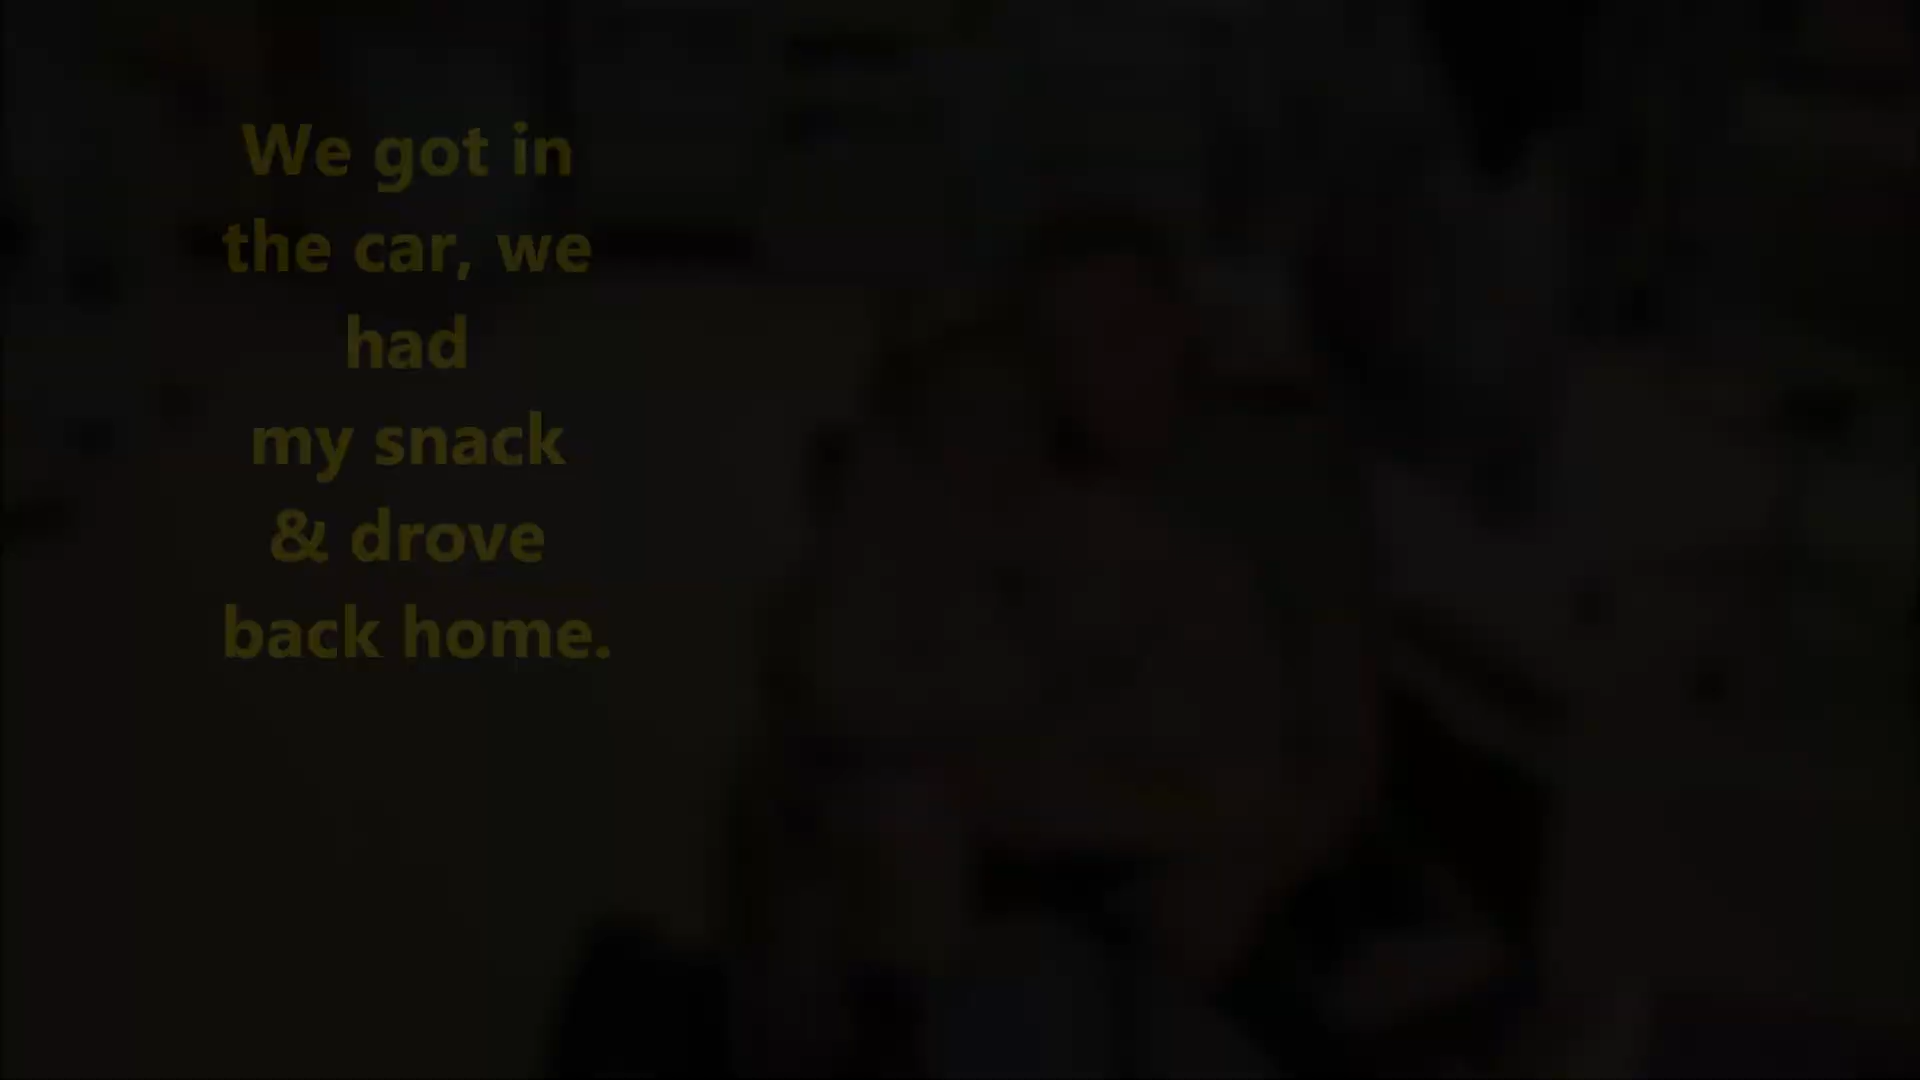 We got in
the car, we
had
my snack
& drove
back home.